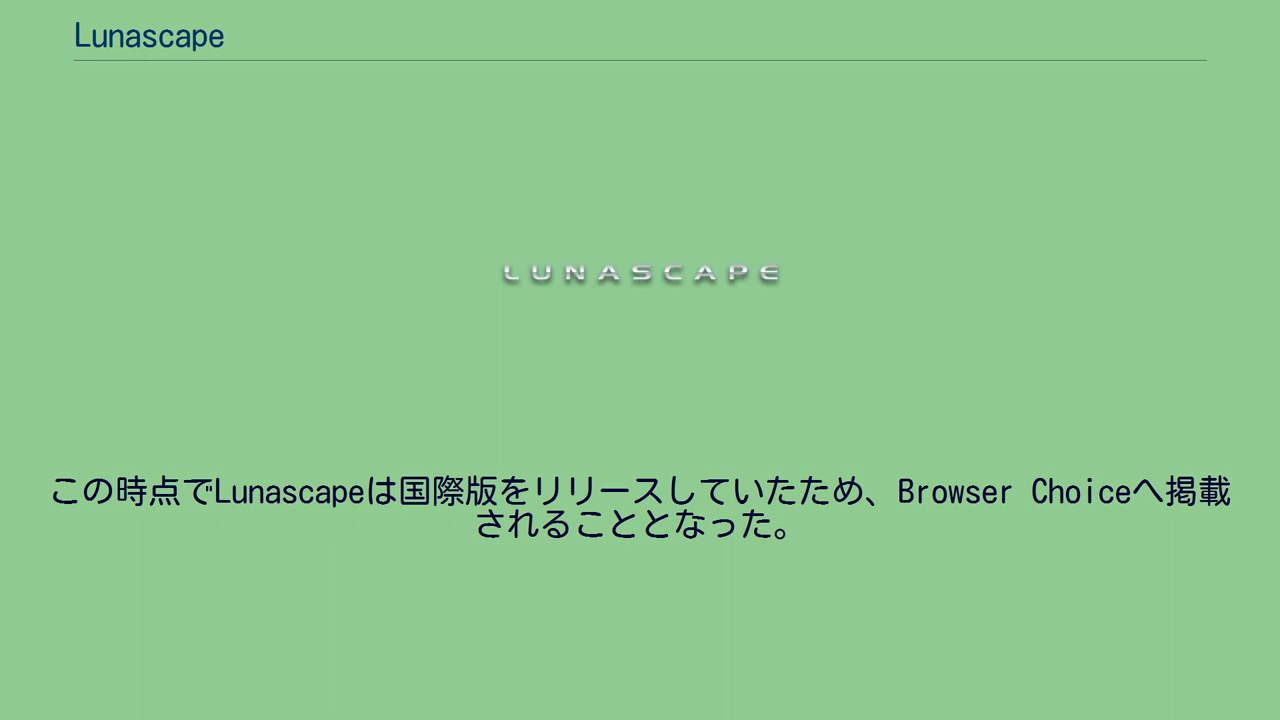 Lunascape
LUNASCAPE
この時点でLunascapeは国際版をリリースしていたため、Browser Choiceへ掲載
されることとなった。